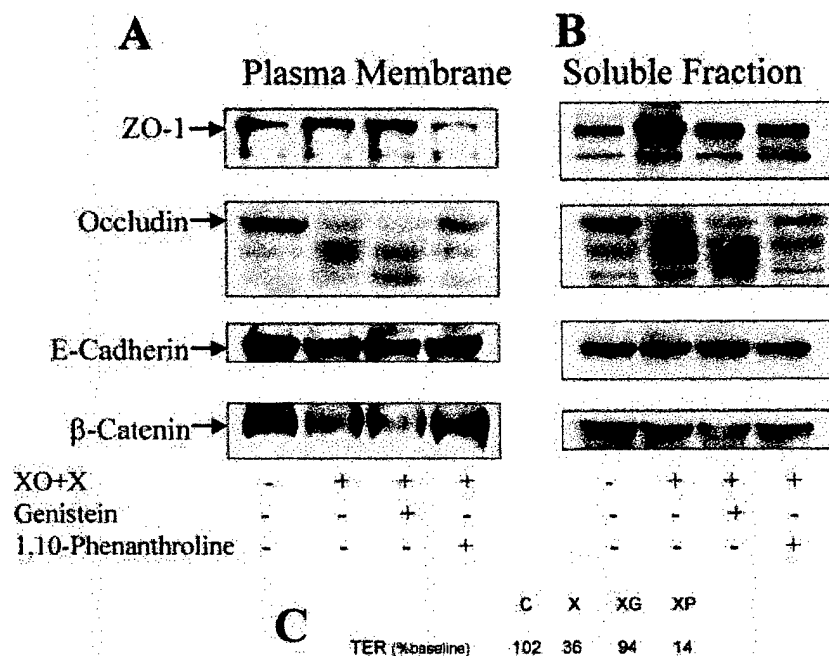 A
B
Plasma Membrane
Soluble Fraction
ZO-1
Occludin
E-Cadherin
β-Catenin
XO+X - + + + - + + +
Genistein - - + - - - + -
1,10-Phenanthroline - - - + - - - +
C X XG XP
C
TER (%baseline) 102 36 94 14